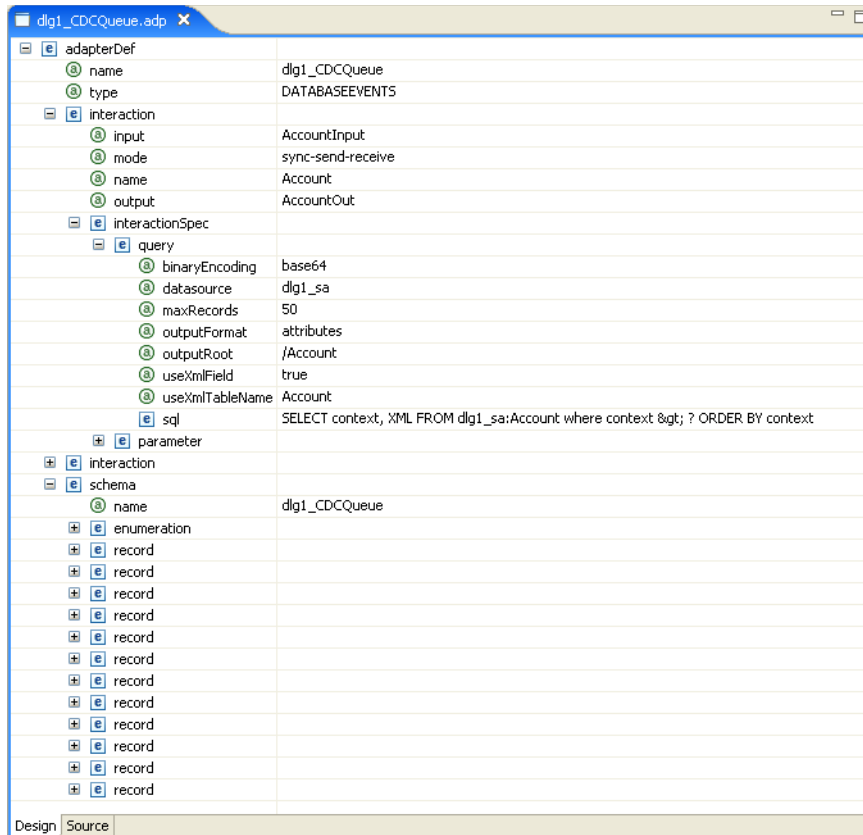 dlg1_CDCQueue.adp
e adapterDef
a name dlg1_CDCQueue
a type DATABASEEVENTS
e interaction
a input AccountInput
a mode sync-send-receive
a name Account
a output AccountOut
e interactionSpec
e query
a binaryEncoding base64
a datasource dlg1_sa
a maxRecords 50
a outputFormat attributes
a outputRoot /Account
a useXmlField true
a useXmlTableName Account
e sql SELECT context, XML FROM dlg1_sa:Account where context &gt; ? ORDER BY context
e parameter
e interaction
e schema
a name dlg1_CDCQueue
e enumeration
e record
e record
e record
e record
e record
e record
e record
e record
e record
e record
e record
e record
Design Source